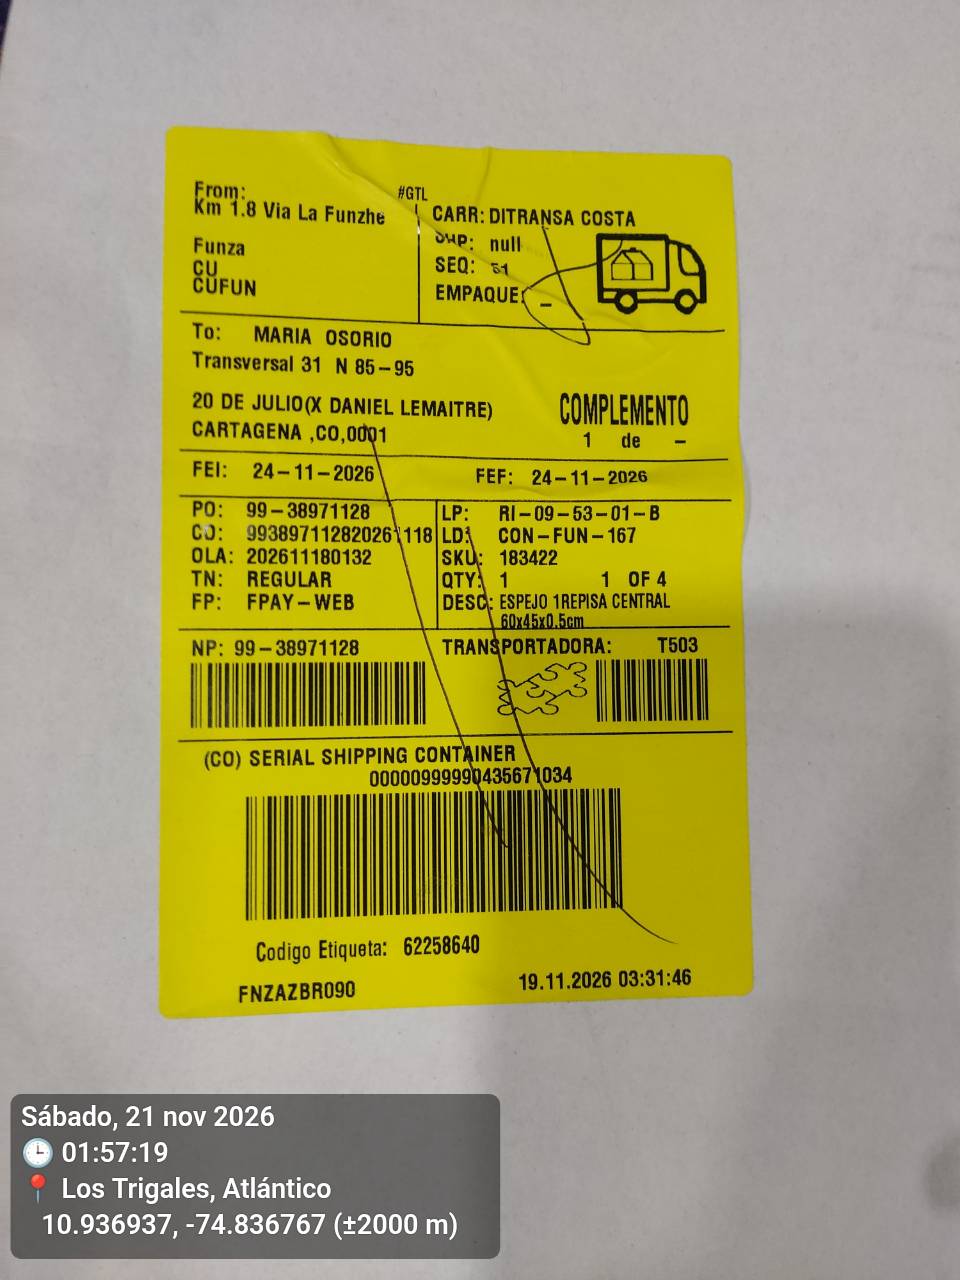 From:
Km 1.8 Via La Funzhe
Funza
CU
CUFUN
#GTL
CARR: DITRANSA COSTA
null
SEQ: 51
EMPAQUE: -
To: MARIA OSORIO
Transversal 31 N 85-95
20 DE JULIO(X DANIEL LEMAITRE)
CARTAGENA ,CO,0001
COMPLEMENTO
1 de -
FEI: 24-11-2026 FEF: 24-11-2026
PO: 99-38971128
CO: 993897112820261118
OLA: 202611180132
TN: REGULAR
FP: FPAY-WEB
LP: RI-09-53-01-B
LD: CON-FUN-167
SKU: 183422
QTY: 1 1 OF 4
DESC: ESPEJO 1REPISA CENTRAL
60x45x0.5cm
NP: 99-38971128
TRANSPORTADORA: T503
(CO) SERIAL SHIPPING CONTAINER
00000999990435671034
Codigo Etiqueta: 62258640
FNZAZBR090
19.11.2026 03:31:46
Sábado, 21 nov 2026
01:57:19
Los Trigales, Atlántico
10.936937, -74.836767 (±2000 m)